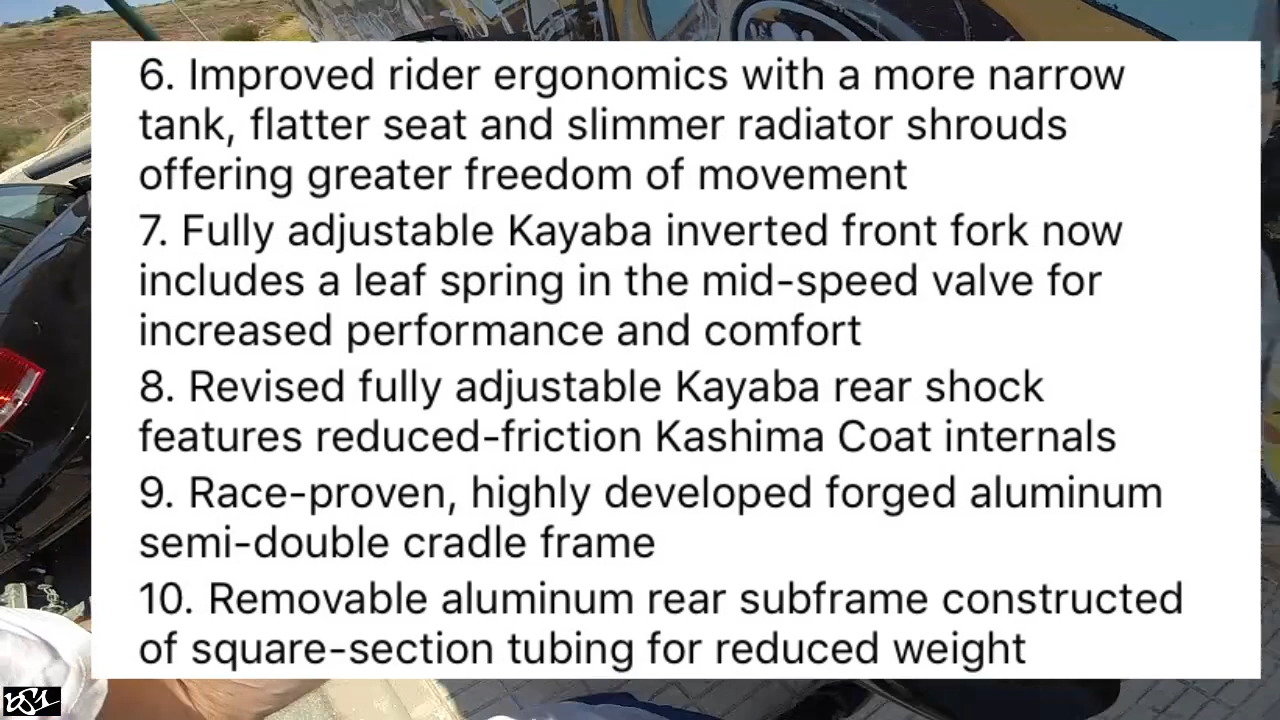 6. Improved rider ergonomics with a more narrow
tank, flatter seat and slimmer radiator shrouds
offering greater freedom of movement
7. Fully adjustable Kayaba inverted front fork now
includes a leaf spring in the mid-speed valve for
increased performance and comfort
8. Revised fully adjustable Kayaba rear shock
features reduced-friction Kashima Coat internals
9. Race-proven, highly developed forged aluminum
semi-double cradle frame
10. Removable aluminum rear subframe constructed
of square-section tubing for reduced weight